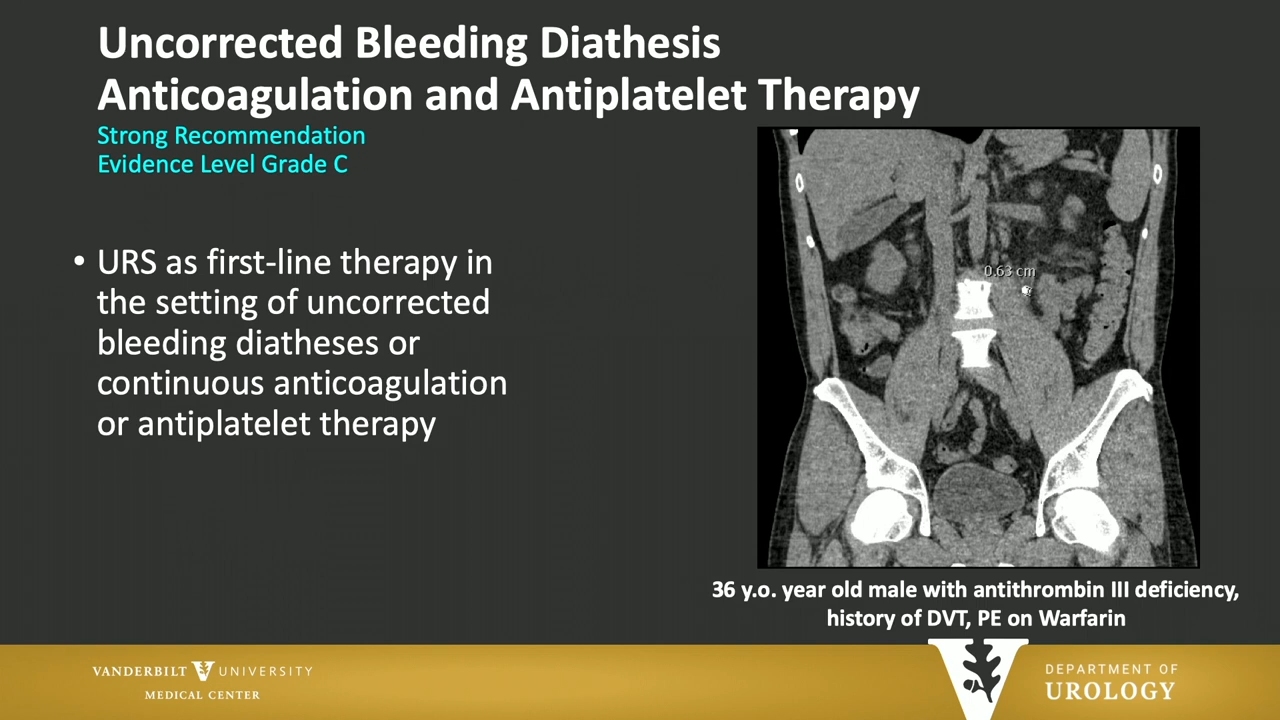 Uncorrected Bleeding Diathesis
Anticoagulation and Antiplatelet Therapy
Strong Recommendation
Evidence Level Grade C
• URS as first-line therapy in
the setting of uncorrected
bleeding diatheses or
continuous anticoagulation
or antiplatelet therapy
0.63 cm
36 y.o. year old male with antithrombin III deficiency,
history of DVT, PE on Warfarin
VANDERBILT V UNIVERSITY
MEDICAL CENTER
DEPARTMENT OF
UROLOGY